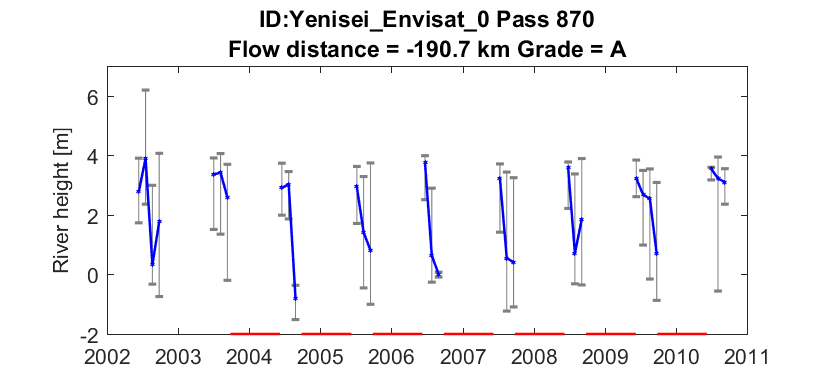 ID:Yenisei_Envisat_0 Pass 870
Flow distance = -190.7 km Grade = A
River height [m]
6
4
2
0
-2
2002 2003 2004 2005 2006 2007 2008 2009 2010 2011